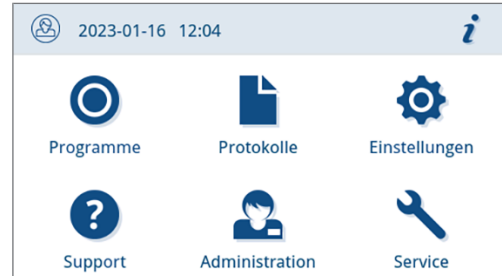 2023-01-16 12:04 i
Programme Protokolle Einstellungen
? 
Support Administration Service